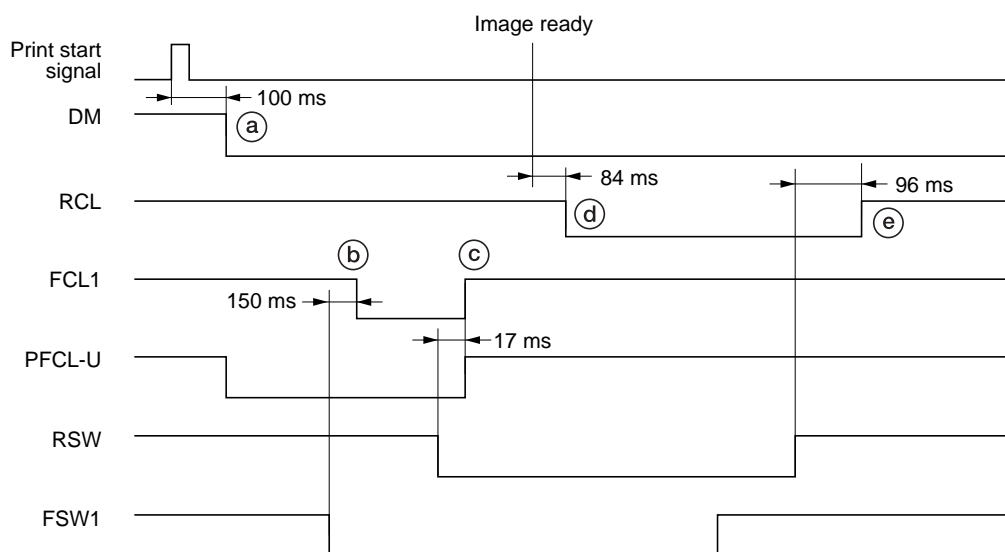 Image ready
Print start
signal
100 ms
DM
a
84 ms
96 ms
RCL
d
e
b
c
FCL1
150 ms
17 ms
PFCL-U
RSW
FSW1